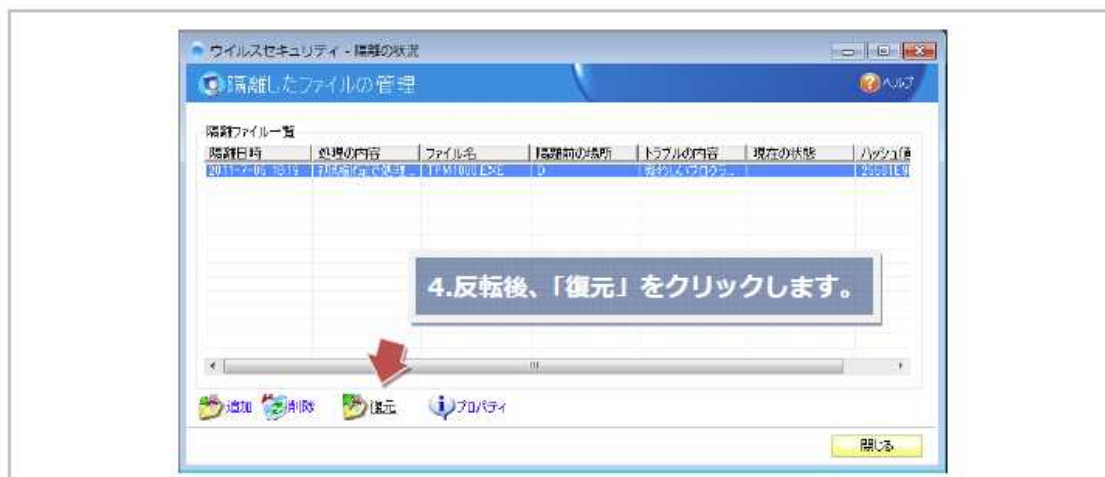 ウイルスセキュリティ - 隔離の状況
隔離したファイルの管理
ヘルプ
隔離ファイル一覧
隔離日時 処理の内容 ファイル名 隔離前の場所 トラブルの内容 現在の状態 ハッシュ値
4.反転後、「復元」をクリックします。
追加 削除 復元 プロパティ
閉じる